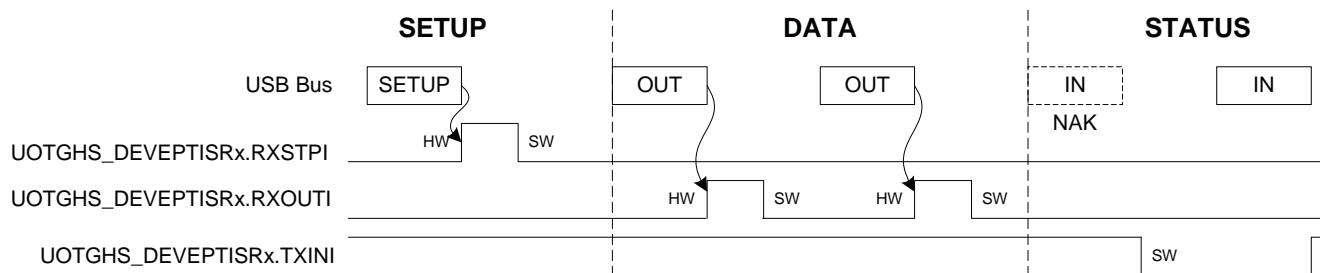 SETUP DATA STATUS
USB Bus SETUP OUT OUT IN IN
NAK
HW SW
UOTGHS_DEVEPTISRx.RXSTPI
UOTGHS_DEVEPTISRx.RXOUTI HW SW HW SW
UOTGHS_DEVEPTISRx.TXINI SW